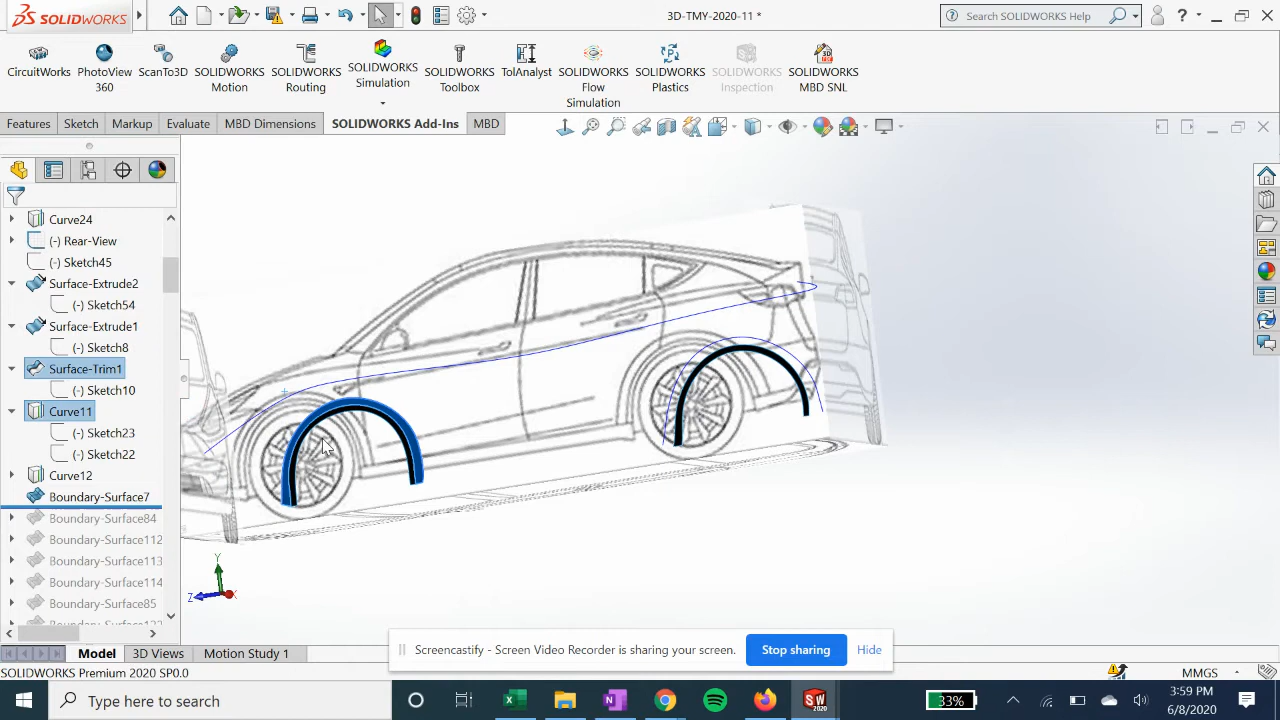 SOLIDWORKS
3D-TMY-2020-11 *
Search SOLIDWORKS Help
?
CircuitWorks
PhotoView
360
ScanTo3D
SOLIDWORKS
Motion
SOLIDWORKS
Routing
SOLIDWORKS
Simulation
SOLIDWORKS
Toolbox
TolAnalyst
SOLIDWORKS
Flow
Simulation
SOLIDWORKS
Plastics
SOLIDWORKS
Inspection
SOLIDWORKS
MBD SNL
Features
Sketch
Markup
Evaluate
MBD Dimensions
SOLIDWORKS Add-Ins
MBD
Curve24
(-) Rear-View
(-) Sketch45
Surface-Extrude2
(-) Sketch54
Surface-Extrude1
(-) Sketch8
Surface-Trim1
(-) Sketch10
Curve11
(-) Sketch23
(-) Sketch22
Curve12
Boundary-Surface7
Boundary-Surface84
Boundary-Surface112
Boundary-Surface113
Boundary-Surface114
Boundary-Surface85
Y
Z
X
Screencastify - Screen Video Recorder is sharing your screen.
Stop sharing
Hide
Model
3D Views
Motion Study 1
SOLIDWORKS Premium 2020 SP0.0
MMGS
Type here to search
SW
2020
33%
3:59 PM
6/8/2020